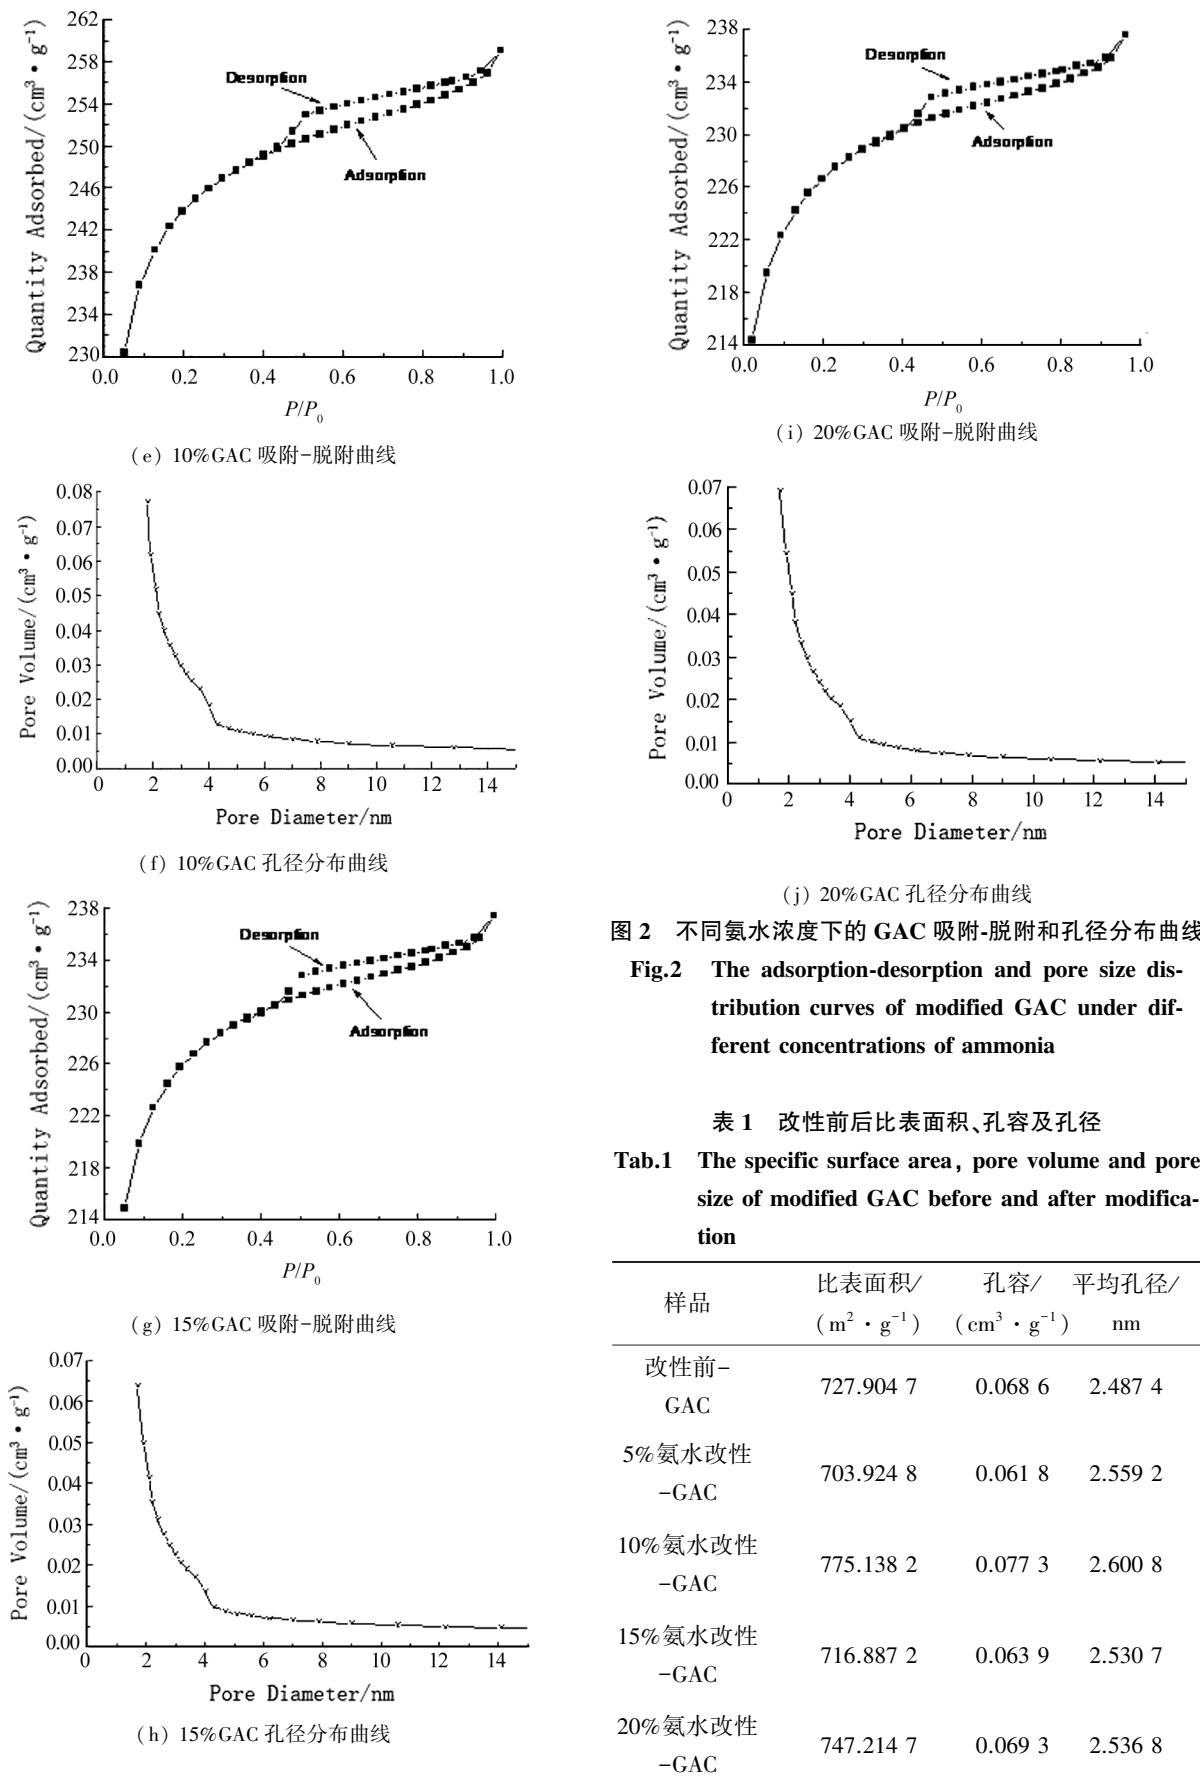 262
258
254
250
246
242
238
234
230
Quantity Adsorbed/(cm³·g⁻¹)
Desorption
Adsorption
0.0 0.2 0.4 0.6 0.8 1.0
P/P₀
(e) 10%GAC 吸附-脱附曲线
0.08
0.07
0.06
0.05
0.04
0.03
0.02
0.01
0.00
Pore Volume/(cm³·g⁻¹)
0 2 4 6 8 10 12 14
Pore Diameter/nm
(f) 10%GAC 孔径分布曲线
238
234
230
226
222
218
214
Quantity Adsorbed/(cm³·g⁻¹)
Desorption
Adsorption
0.0 0.2 0.4 0.6 0.8 1.0
P/P₀
(g) 15%GAC 吸附-脱附曲线
0.07
0.06
0.05
0.04
0.03
0.02
0.01
0.00
Pore Volume/(cm³·g⁻¹)
0 2 4 6 8 10 12 14
Pore Diameter/nm
(h) 15%GAC 孔径分布曲线
238
234
230
226
222
218
214
Quantity Adsorbed/(cm³·g⁻¹)
Desorption
Adsorption
0.0 0.2 0.4 0.6 0.8 1.0
P/P₀
(i) 20%GAC 吸附-脱附曲线
0.07
0.06
0.05
0.04
0.03
0.02
0.01
0.00
Pore Volume/(cm³·g⁻¹)
0 2 4 6 8 10 12 14
Pore Diameter/nm
(j) 20%GAC 孔径分布曲线
图 2 不同氨水浓度下的 GAC 吸附-脱附和孔径分布曲线
Fig.2 The adsorption-desorption and pore size dis-
tribution curves of modified GAC under dif-
ferent concentrations of ammonia
表 1 改性前后比表面积、孔容及孔径
Tab.1 The specific surface area, pore volume and pore
size of modified GAC before and after modifica-
tion
样品 比表面积/ 孔容/ 平均孔径/
(m²·g⁻¹) (cm³·g⁻¹) nm
改性前-
GAC 727.904 7 0.068 6 2.487 4
5%氨水改性
-GAC 703.924 8 0.061 8 2.559 2
10%氨水改性
-GAC 775.138 2 0.077 3 2.600 8
15%氨水改性
-GAC 716.887 2 0.063 9 2.530 7
20%氨水改性
-GAC 747.214 7 0.069 3 2.536 8